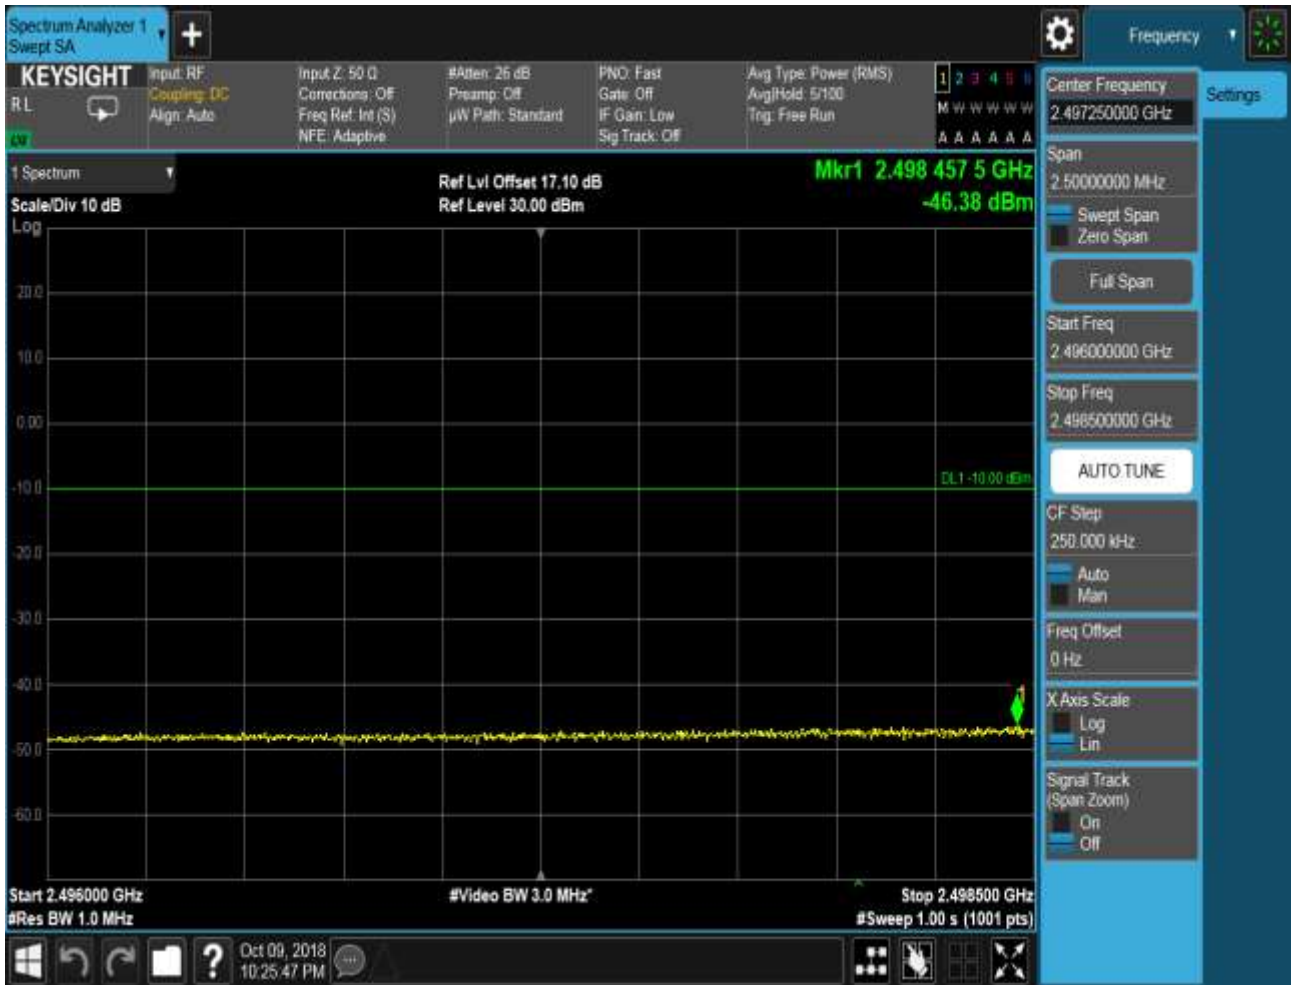 Spectrum Analyzer 1
Swept SA
Frequency
KEYSIGHT
Input: RF
Coupling: DC
Align: Auto
Input Z: 50 Ω
Corrections: Off
Freq Ref: Int (S)
NFE: Adaptive
#Atten: 26 dB
Preamp: Off
µW Path: Standard
PNO: Fast
Gate: Off
IF Gain: Low
Sig Track: Off
Avg Type: Power (RMS)
Avg|Hold: 5/100
Trig: Free Run
1 2 3 4 5 6
M W W W W W
A A A A A A
RL
LXI
1 Spectrum
Scale/Div 10 dB
Log
Ref Lvl Offset 17.10 dB
Ref Level 30.00 dBm
Mkr1 2.498 457 5 GHz
-46.38 dBm
20.0
10.0
0.00
-10.0
-20.0
-30.0
-40.0
-50.0
-60.0
DL1 -10.00 dBm
1
Start 2.496000 GHz
#Res BW 1.0 MHz
#Video BW 3.0 MHz*
Stop 2.498500 GHz
#Sweep 1.00 s (1001 pts)
Center Frequency
2.497250000 GHz
Settings
Span
2.50000000 MHz
Swept Span
Zero Span
Full Span
Start Freq
2.496000000 GHz
Stop Freq
2.498500000 GHz
AUTO TUNE
CF Step
250.000 kHz
Auto
Man
Freq Offset
0 Hz
X Axis Scale
Log
Lin
Signal Track
(Span Zoom)
On
Off
?
Oct 09, 2018
10:25:47 PM